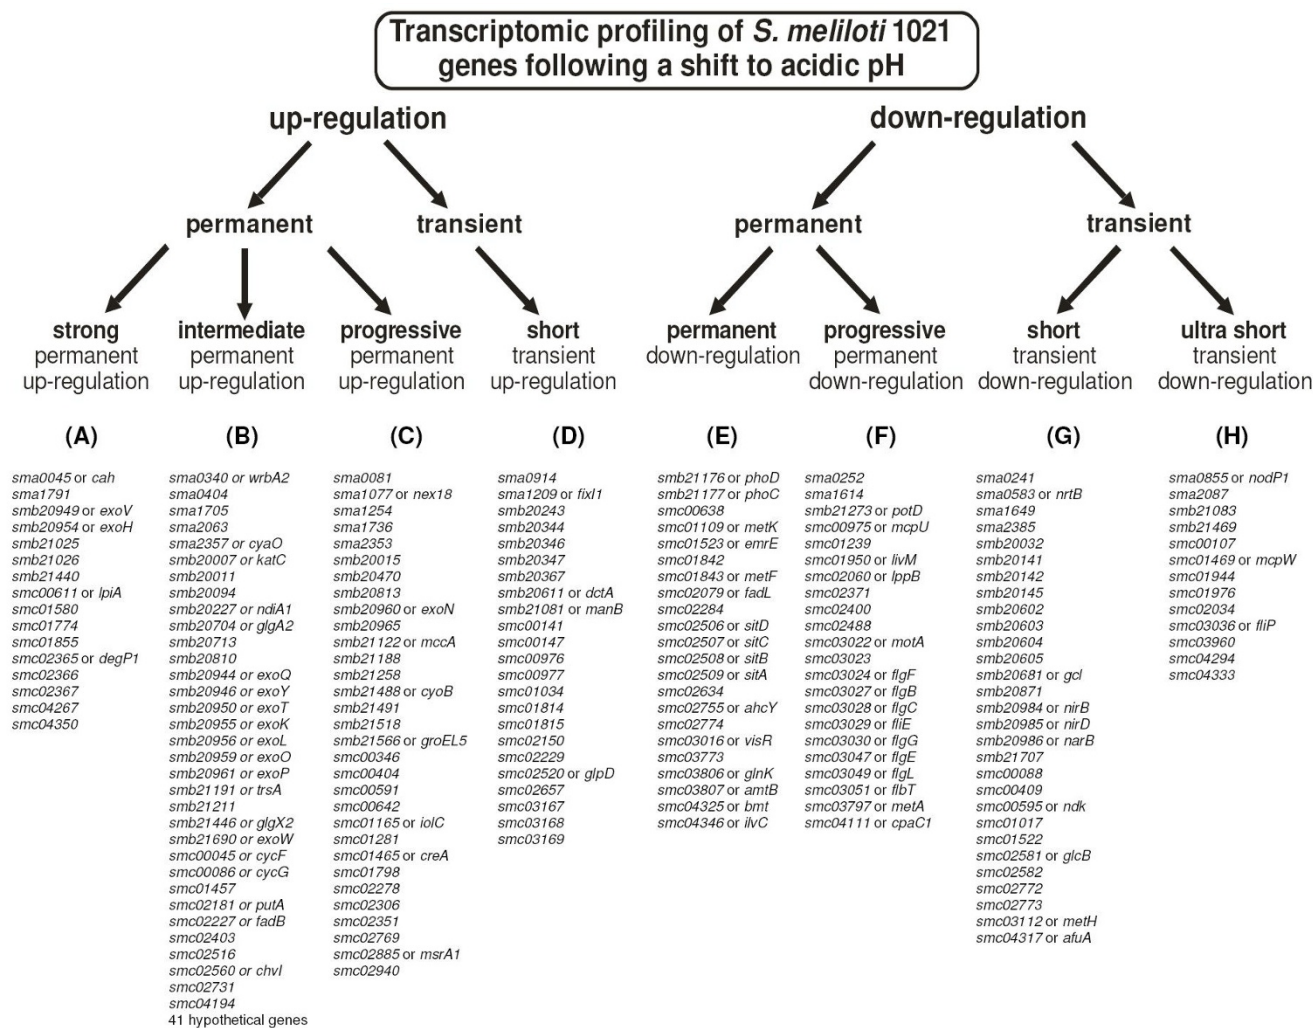 Transcriptomic profiling of S. meliloti 1021
genes following a shift to acidic pH
up-regulation
down-regulation
permanent
transient
permanent
transient
strong
permanent
up-regulation
intermediate
permanent
up-regulation
progressive
permanent
up-regulation
short
transient
up-regulation
permanent
down-regulation
progressive
permanent
down-regulation
short
transient
down-regulation
ultra short
transient
down-regulation
(A)
sma0045 or cah
sma1791
smb20949 or exoV
smb20954 or exoH
smb21025
smb21026
smb21440
smc00611 or lpiA
smc01580
smc01774
smc01855
smc02365 or degP1
smc02366
smc02367
smc04267
smc04350
(B)
sma0340 or wrbA2
sma0404
sma1705
sma2063
sma2357 or cyaO
smb20007 or katC
smb20011
smb20094
smb20227 or ndiA1
smb20704 or glgA2
smb20713
smb20810
smb20944 or exoQ
smb20946 or exoY
smb20950 or exoT
smb20955 or exoK
smb20956 or exoL
smb20959 or exoO
smb20961 or exoP
smb21191 or trsA
smb21211
smb21446 or glgX2
smb21690 or exoW
smc00045 or cycF
smc00086 or cycG
smc01457
smc02181 or putA
smc02227 or fadB
smc02403
smc02516
smc02560 or chvI
smc02731
smc04194
41 hypothetical genes
(C)
sma0081
sma1077 or nex18
sma1254
sma1736
sma2353
smb20015
smb20470
smb20813
smb20960 or exoN
smb20965
smb21122 or mccA
smb21188
smb21258
smb21488 or cyoB
smb21491
smb21518
smb21566 or groEL5
smc00346
smc00404
smc00591
smc00642
smc01165 or iolC
smc01281
smc01465 or creA
smc01798
smc02278
smc02306
smc02351
smc02769
smc02885 or msrA1
smc02940
(D)
sma0914
sma1209 or fixI1
smb20243
smb20344
smb20346
smb20347
smb20367
smb20611 or dctA
smb21081 or manB
smc00141
smc00147
smc00976
smc00977
smc01034
smc01814
smc01815
smc02150
smc02229
smc02520 or glpD
smc02657
smc03167
smc03168
smc03169
(E)
smb21176 or phoD
smb21177 or phoC
smc00638
smc01109 or metK
smc01523 or emrE
smc01842
smc01843 or metF
smc02079 or fadL
smc02284
smc02506 or sitD
smc02507 or sitC
smc02508 or sitB
smc02509 or sitA
smc02634
smc02755 or ahcY
smc02774
smc03016 or visR
smc03773
smc03806 or glnK
smc03807 or amtB
smc04325 or bmt
smc04346 or ilvC
(F)
sma0252
sma1614
smb21273 or potD
smc00975 or mcpU
smc01239
smc01950 or livM
smc02060 or lppB
smc02371
smc02400
smc02488
smc03022 or motA
smc03023
smc03024 or flgF
smc03027 or flgB
smc03028 or flgC
smc03029 or fliE
smc03030 or flgG
smc03047 or flgE
smc03049 or flgL
smc03051 or flbT
smc03797 or metA
smc04111 or cpaC1
(G)
sma0241
sma0583 or nrtB
sma1649
sma2385
smb20032
smb20141
smb20142
smb20145
smb20602
smb20603
smb20604
smb20605
smb20681 or gcl
smb20871
smb20984 or nirB
smb20985 or nirD
smb20986 or narB
smb21707
smc00088
smc00409
smc00595 or ndk
smc01017
smc01522
smc02581 or glcB
smc02582
smc02772
smc02773
smc03112 or metH
smc04317 or afuA
(H)
sma0855 or nodP1
sma2087
smb21083
smb21469
smc00107
smc01469 or mcpW
smc01944
smc01976
smc02034
smc03036 or fliP
smc03960
smc04294
smc04333